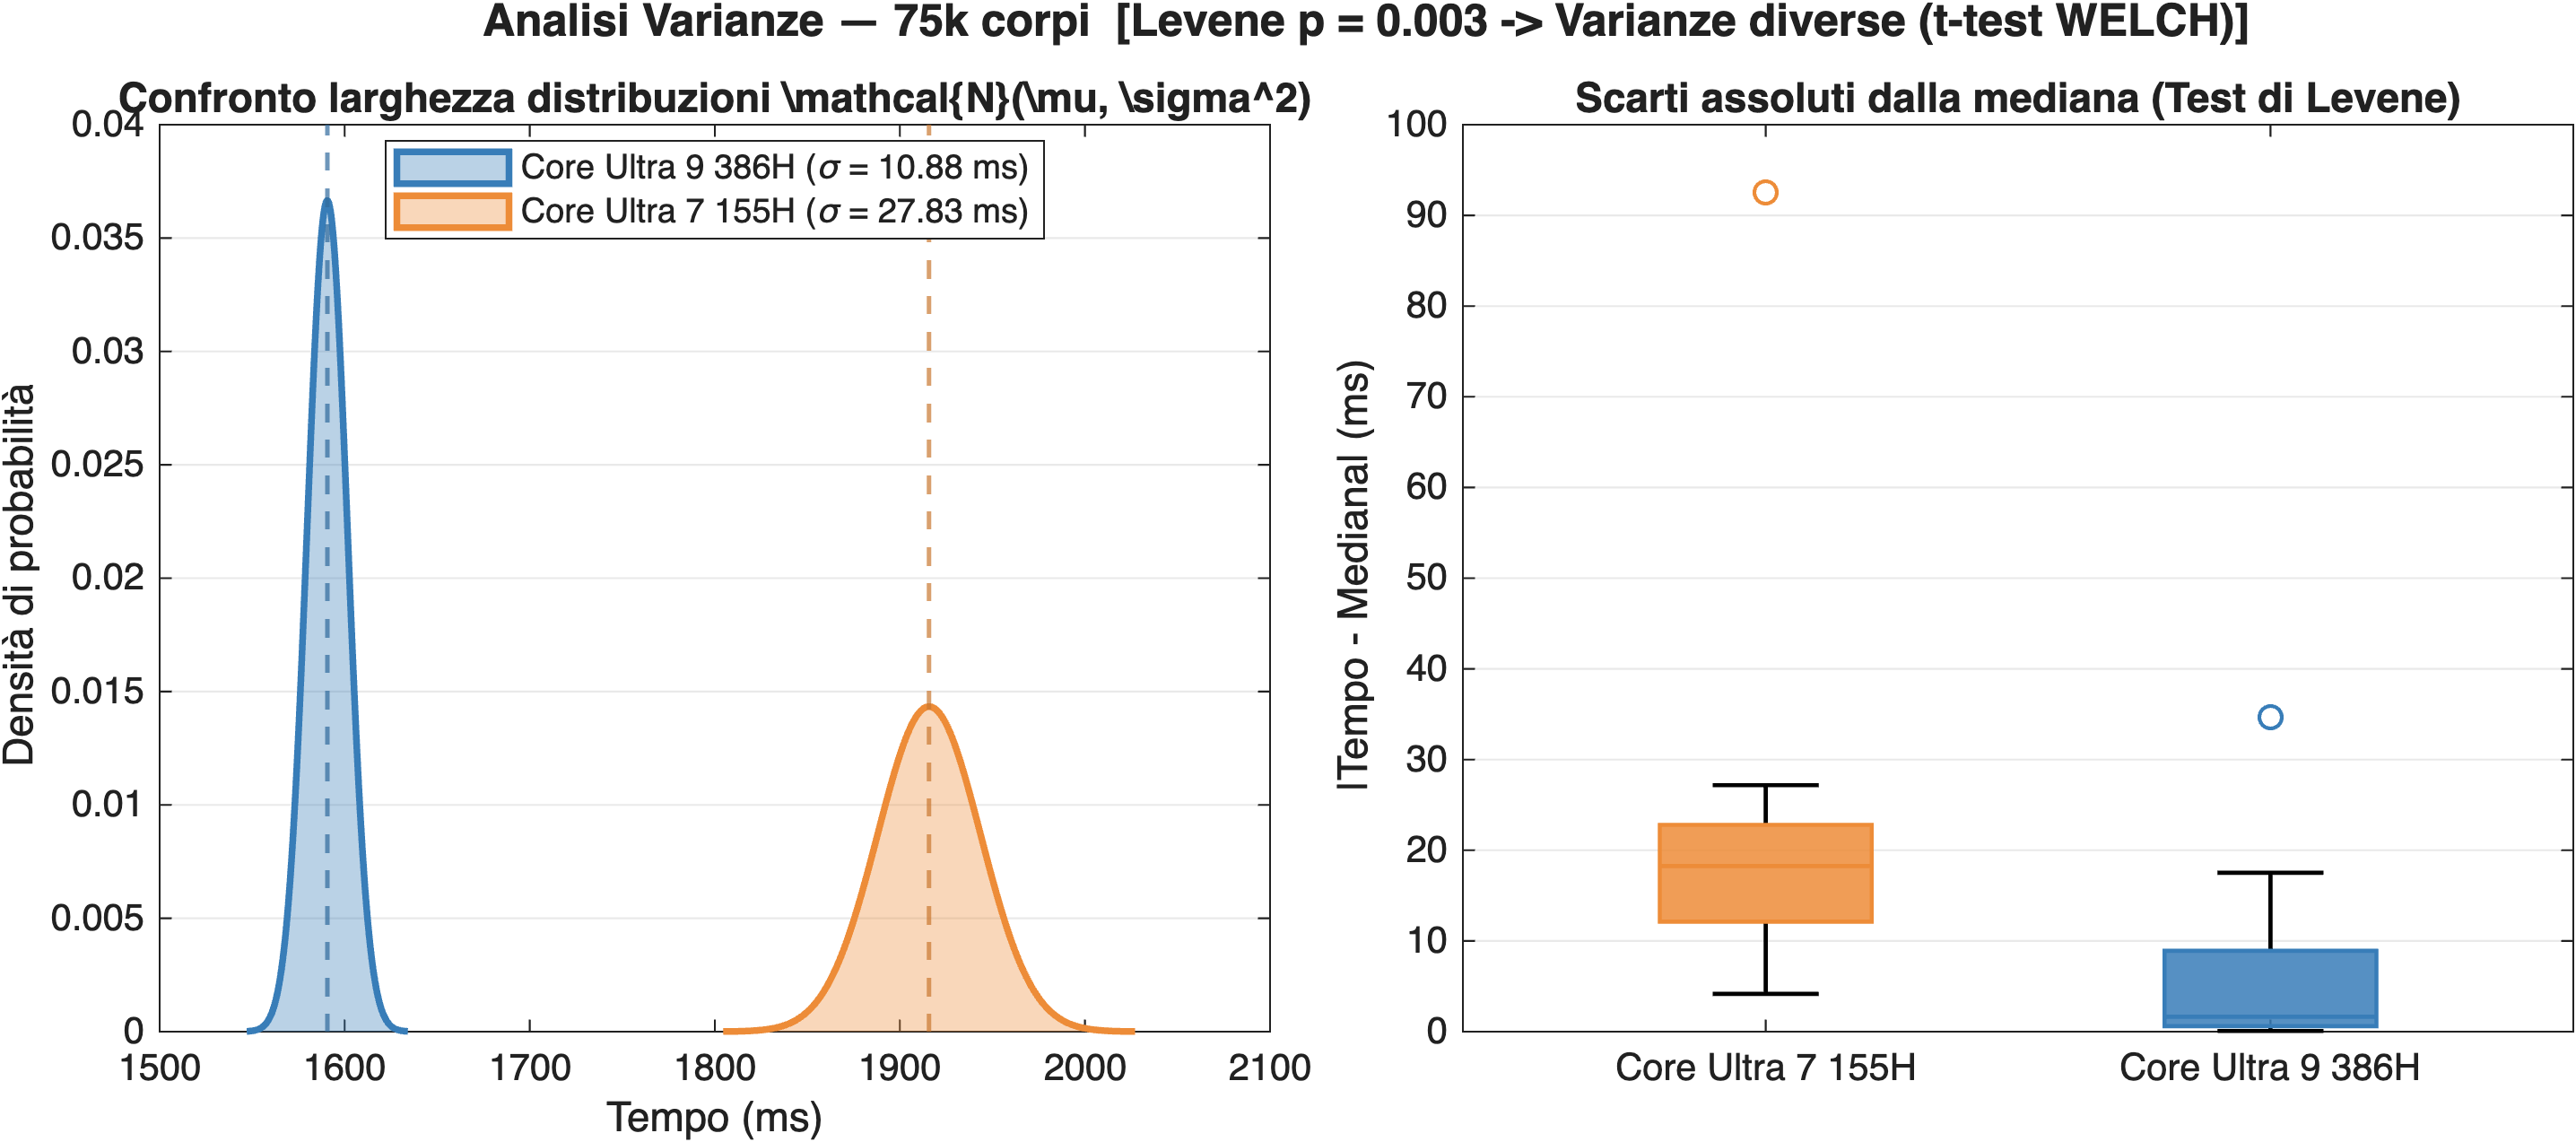 Analisi Varianze — 75k corpi [Levene p = 0.003 -> Varianze diverse (t-test WELCH)]
Confronto larghezza distribuzioni \mathcal{N}(\mu, \sigma^2)
Densità di probabilità
0.04
0.035
0.03
0.025
0.02
0.015
0.01
0.005
0
Core Ultra 9 386H (σ = 10.88 ms)
Core Ultra 7 155H (σ = 27.83 ms)
1500 1600 1700 1800 1900 2000 2100
Tempo (ms)
Scarti assoluti dalla mediana (Test di Levene)
|Tempo - Mediana| (ms)
100
90
80
70
60
50
40
30
20
10
0
Core Ultra 7 155H Core Ultra 9 386H